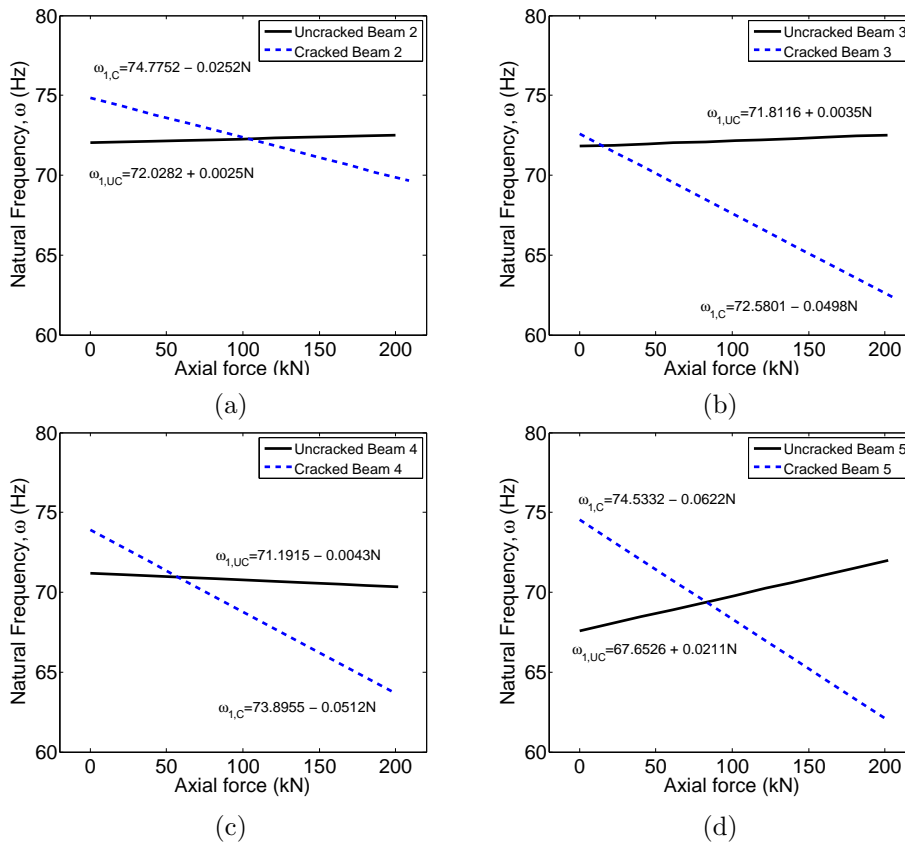 80
75
70
65
60
Natural Frequency, ω (Hz)
Uncracked Beam 2
Cracked Beam 2
ω1,C=74.7752 − 0.0252N
ω1,UC=72.0282 + 0.0025N
0 50 100 150 200
Axial force (kN)
(a)
80
75
70
65
60
Natural Frequency, ω (Hz)
Uncracked Beam 3
Cracked Beam 3
ω1,UC=71.8116 + 0.0035N
ω1,C=72.5801 − 0.0498N
0 50 100 150 200
Axial force (kN)
(b)
80
75
70
65
60
Natural Frequency, ω (Hz)
Uncracked Beam 4
Cracked Beam 4
ω1,UC=71.1915 − 0.0043N
ω1,C=73.8955 − 0.0512N
0 50 100 150 200
Axial force (kN)
(c)
80
75
70
65
60
Natural Frequency, ω (Hz)
Uncracked Beam 5
Cracked Beam 5
ω1,C=74.5332 − 0.0622N
ω1,UC=67.6526 + 0.0211N
0 50 100 150 200
Axial force (kN)
(d)